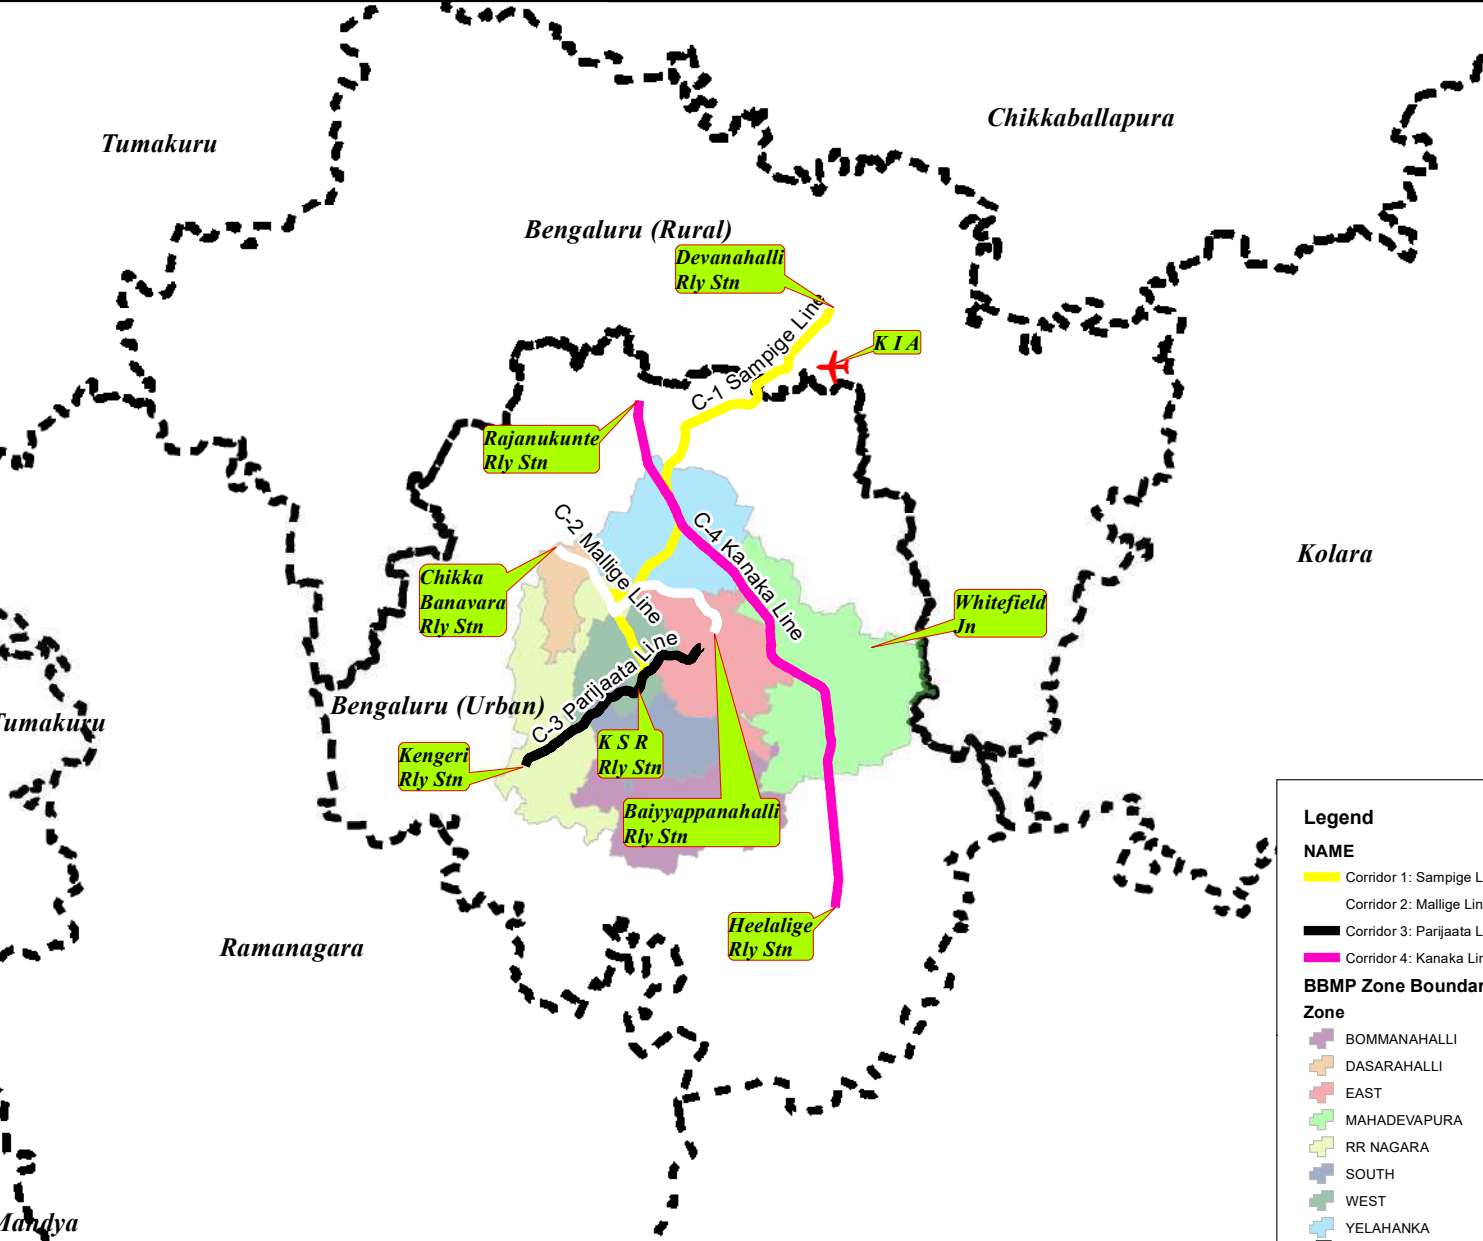 Tumakuru
Chikkaballapura
Bengaluru (Rural)
Devanahalli
Rly Stn
K I A
C-1 Sampige Line
Rajanukunte
Rly Stn
C-2 Mallige Line
C-4 Kanaka Line
Kolara
Chikka
Banavara
Rly Stn
Whitefield
Jn
C-3 Parijaata Line
Bengaluru (Urban)
Tumakuru
K S R
Rly Stn
Kengeri
Rly Stn
Baiyyappanahalli
Rly Stn
Heelalige
Rly Stn
Ramanagara
Mandya
Legend
NAME
Corridor 1: Sampige L
Corridor 2: Mallige Lin
Corridor 3: Parijaata L
Corridor 4: Kanaka Lin
BBMP Zone Boundar
Zone
BOMMANAHALLI
DASARAHALLI
EAST
MAHADEVAPURA
RR NAGARA
SOUTH
WEST
YELAHANKA